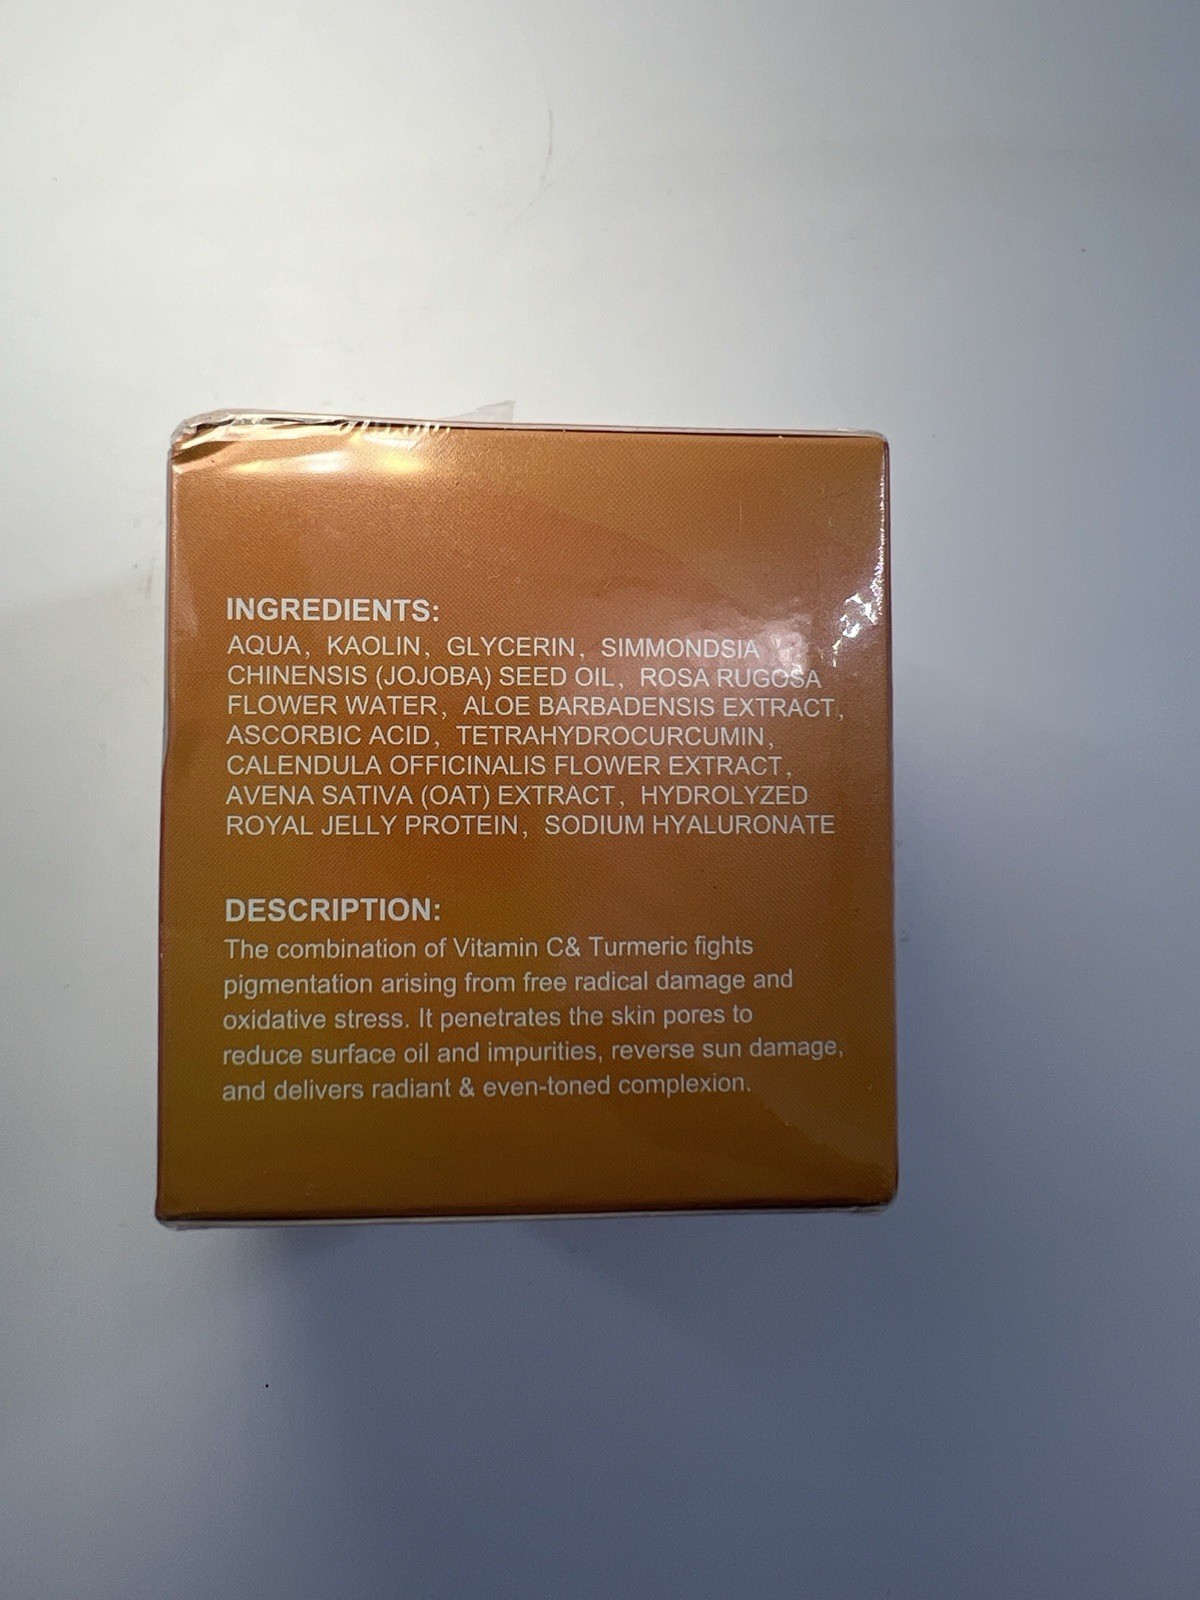 INGREDIENTS:
AQUA, KAOLIN, GLYCERIN, SIMMONDSIA
CHINENSIS (JOJOBA) SEED OIL, ROSA RUGOSA
FLOWER WATER, ALOE BARBADENSIS EXTRACT,
ASCORBIC ACID, TETRAHYDROCURCUMIN,
CALENDULA OFFICINALIS FLOWER EXTRACT,
AVENA SATIVA (OAT) EXTRACT, HYDROLYZED
ROYAL JELLY PROTEIN, SODIUM HYALURONATE
DESCRIPTION:
The combination of Vitamin C& Turmeric fights
pigmentation arising from free radical damage and
oxidative stress. It penetrates the skin pores to
reduce surface oil and impurities, reverse sun damage,
and delivers radiant & even-toned complexion.